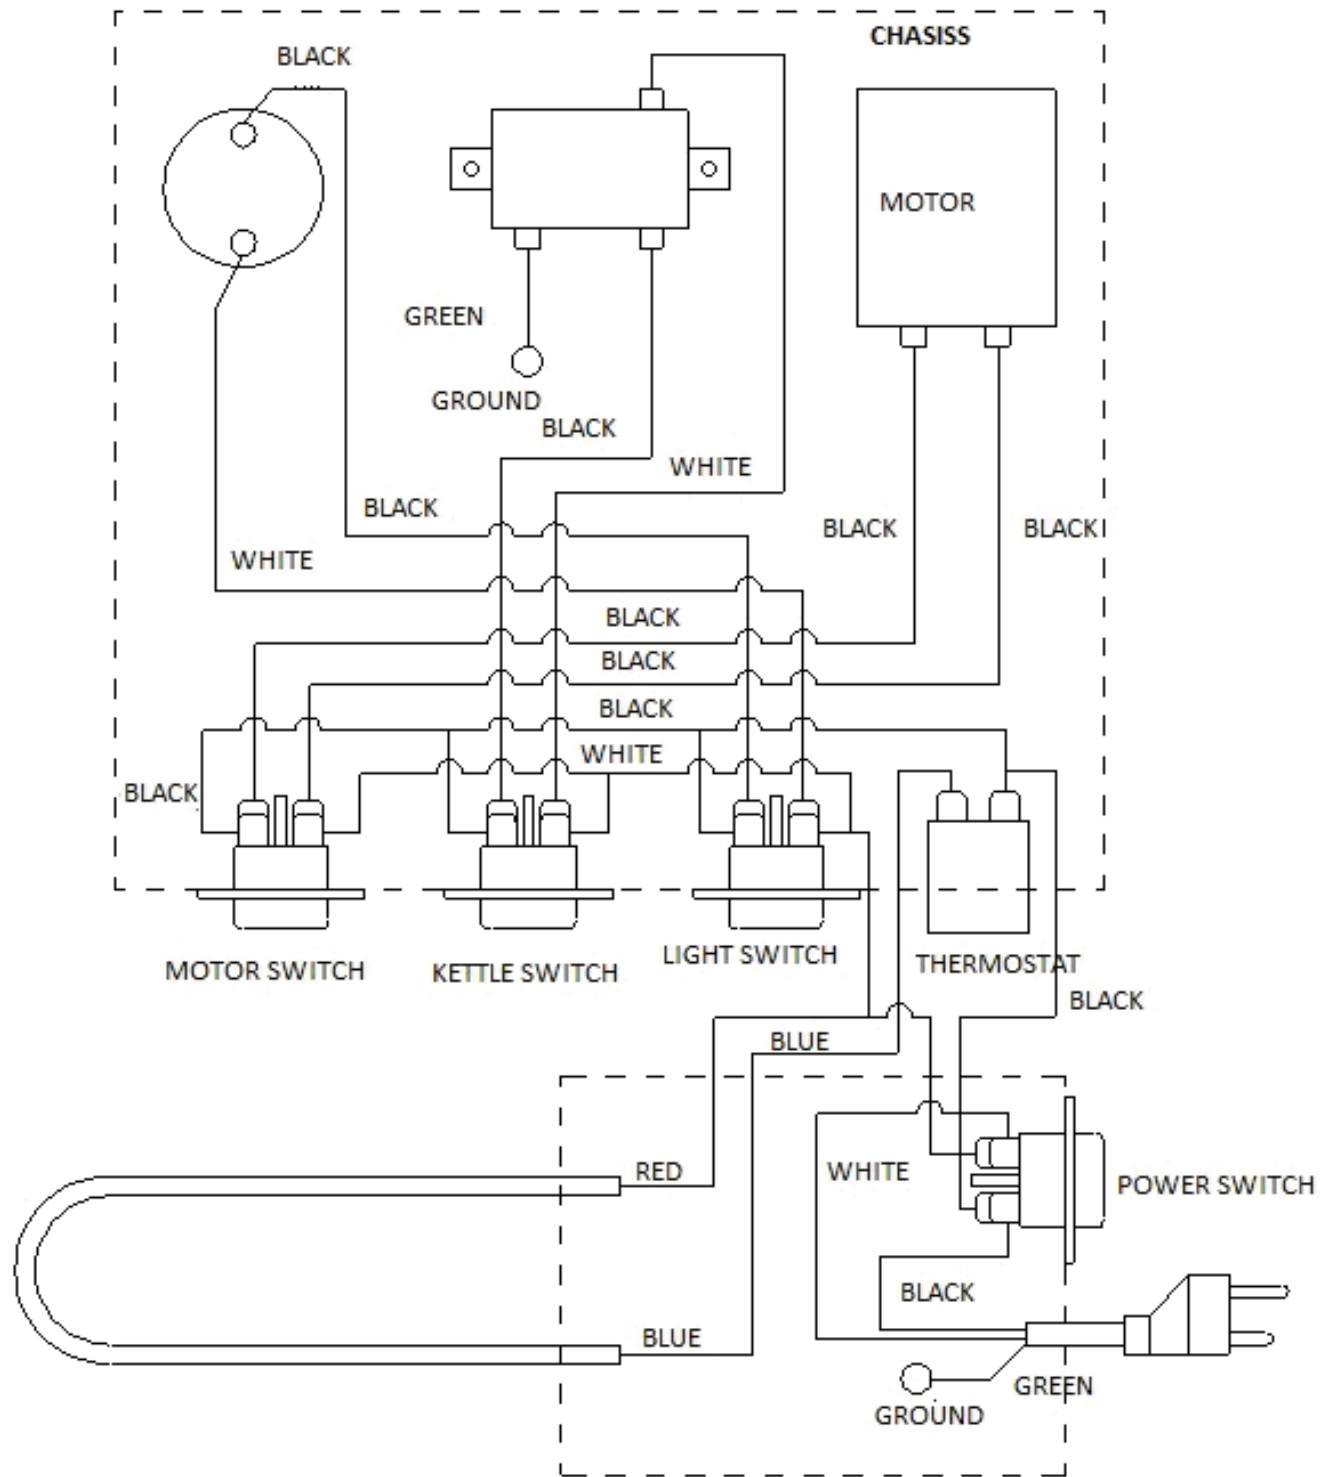 CHASISS
BLACK
MOTOR
GREEN
GROUND
BLACK
WHITE
BLACK
BLACK
BLACK
WHITE
BLACK
BLACK
BLACK
WHITE
BLACK
MOTOR SWITCH
KETTLE SWITCH
LIGHT SWITCH
THERMOSTAT
BLACK
BLUE
RED
WHITE
POWER SWITCH
BLACK
BLUE
GREEN
GROUND